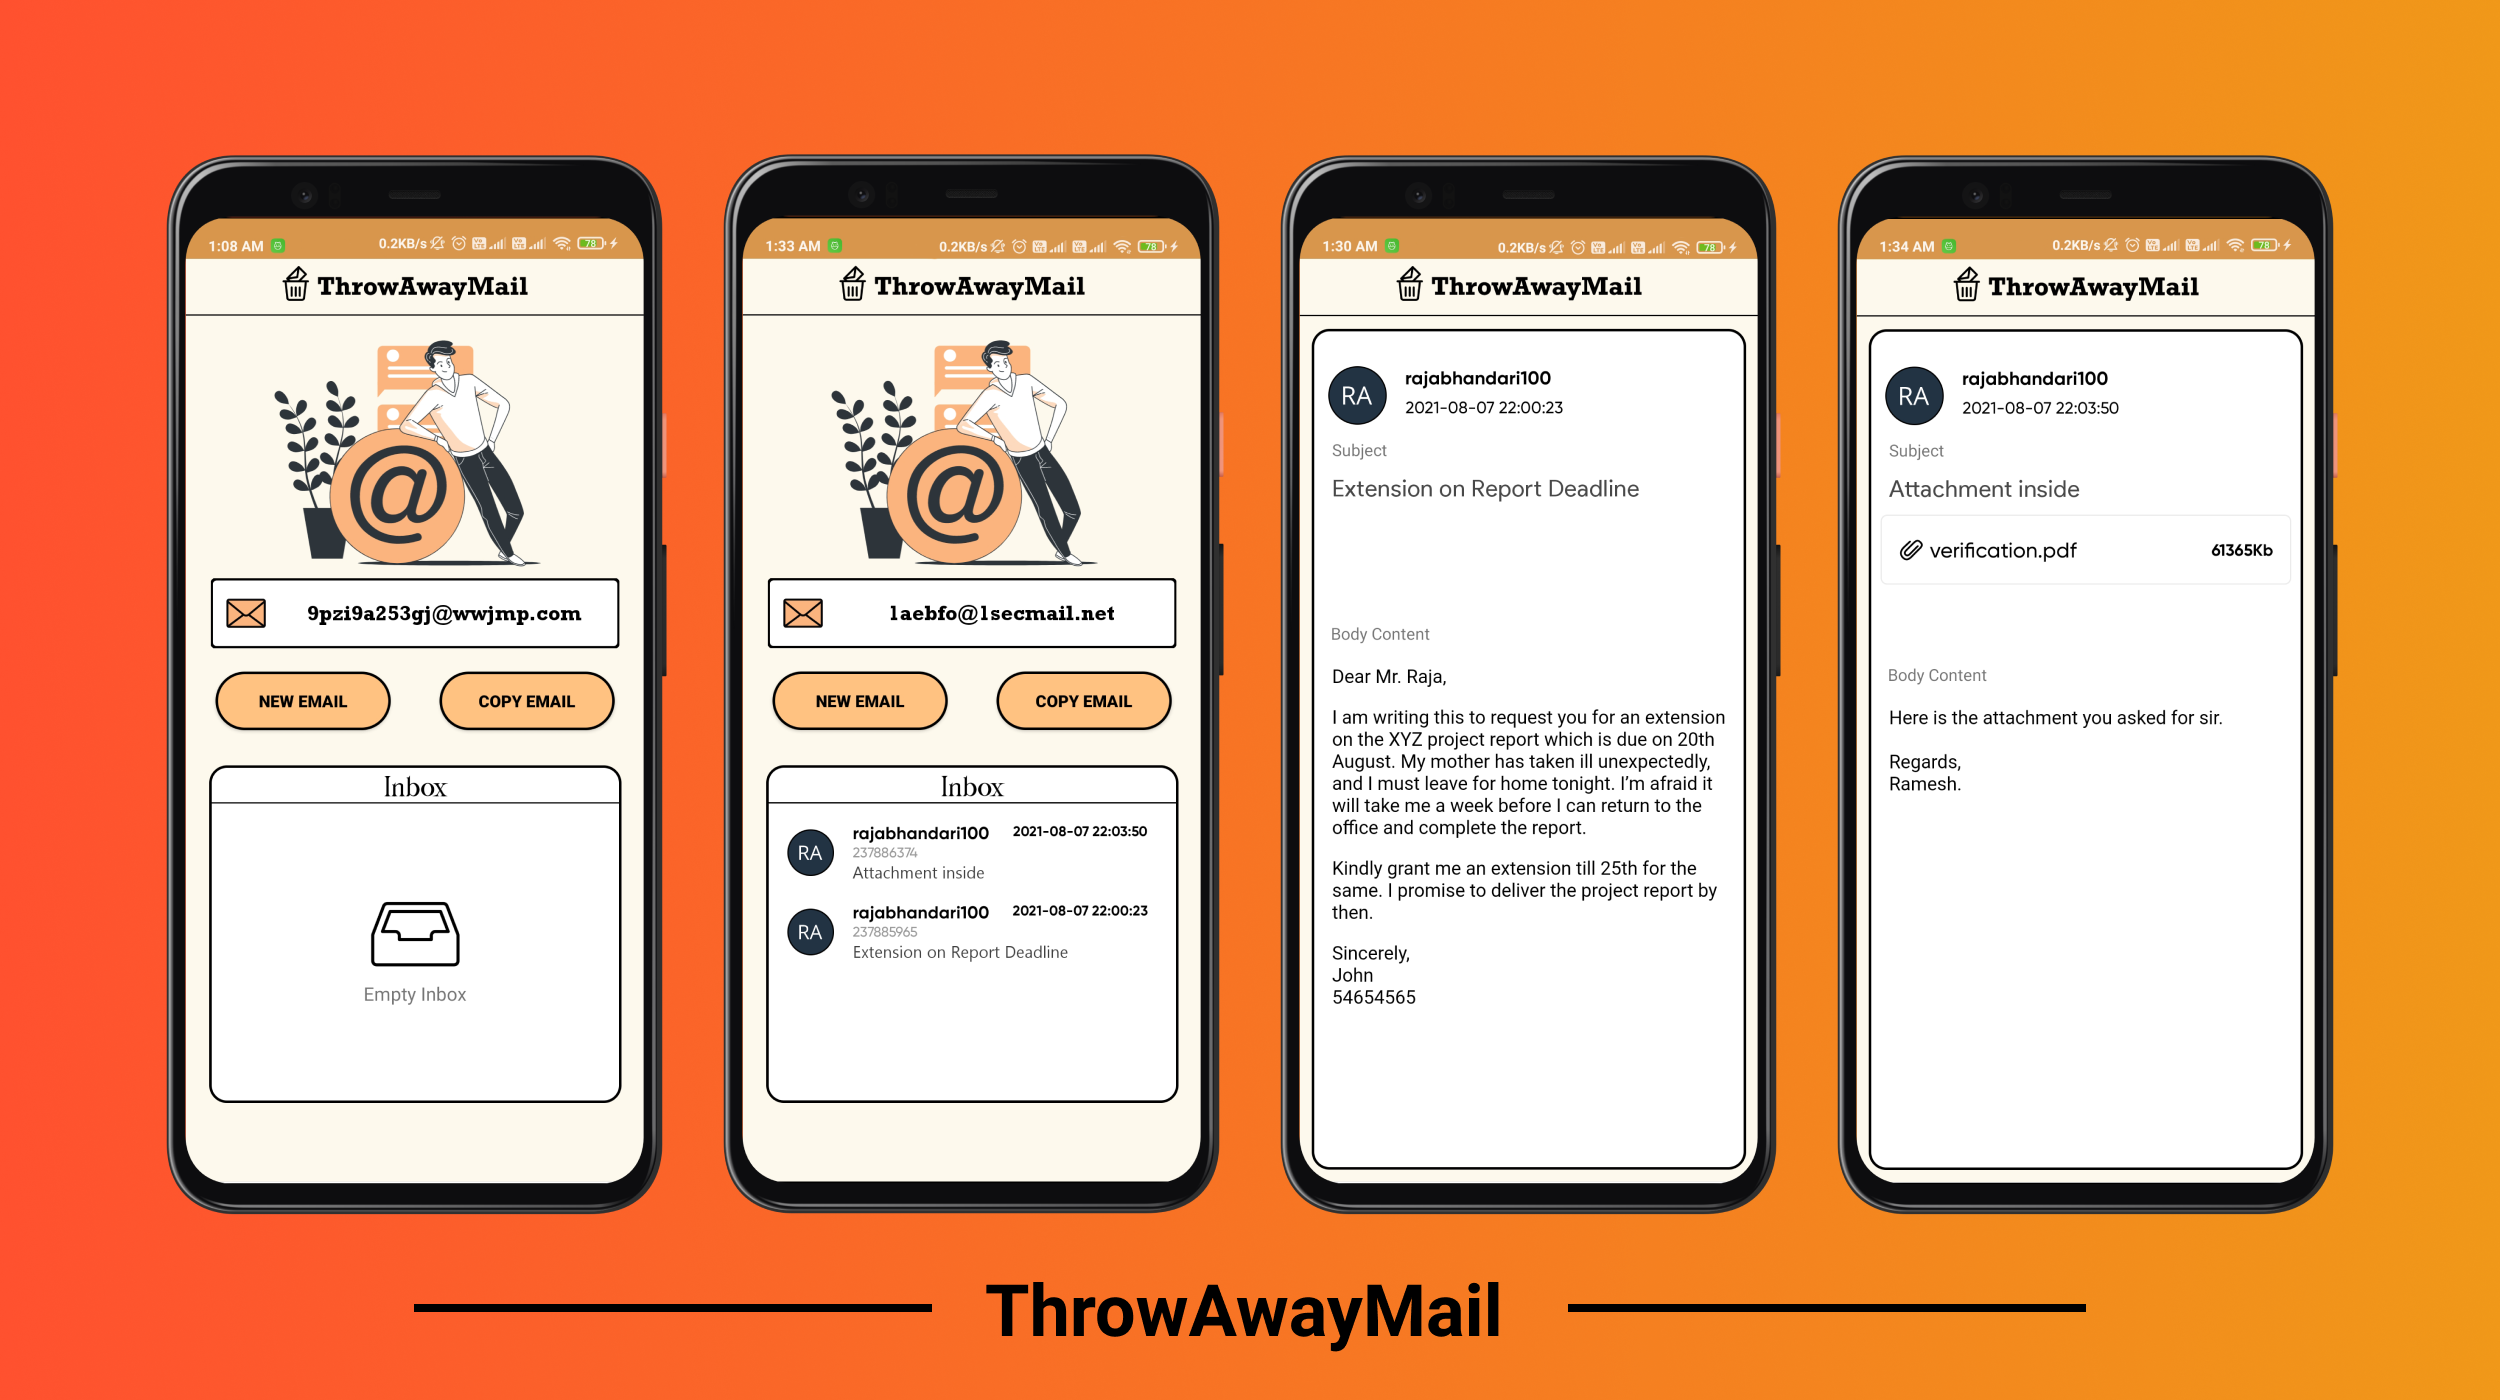 1:08 AM 0.2KB/s 78
ThrowAwayMail
@
9pzi9a253gj@wwjmp.com
NEW EMAIL COPY EMAIL
Inbox
Empty Inbox
1:33 AM 0.2KB/s 78
ThrowAwayMail
@
1aebfo@1secmail.net
NEW EMAIL COPY EMAIL
Inbox
RA
rajabhandari100 2021-08-07 22:03:50
237886374
Attachment inside
RA
rajabhandari100 2021-08-07 22:00:23
237885965
Extension on Report Deadline
1:30 AM 0.2KB/s 78
ThrowAwayMail
RA
rajabhandari100
2021-08-07 22:00:23
Subject
Extension on Report Deadline
Body Content
Dear Mr. Raja,
I am writing this to request you for an extension
on the XYZ project report which is due on 20th
August. My mother has taken ill unexpectedly,
and I must leave for home tonight. I’m afraid it
will take me a week before I can return to the
office and complete the report.
Kindly grant me an extension till 25th for the
same. I promise to deliver the project report by
then.
Sincerely,
John
54654565
1:34 AM 0.2KB/s 78
ThrowAwayMail
RA
rajabhandari100
2021-08-07 22:03:50
Subject
Attachment inside
verification.pdf 61365Kb
Body Content
Here is the attachment you asked for sir.
Regards,
Ramesh.
ThrowAwayMail